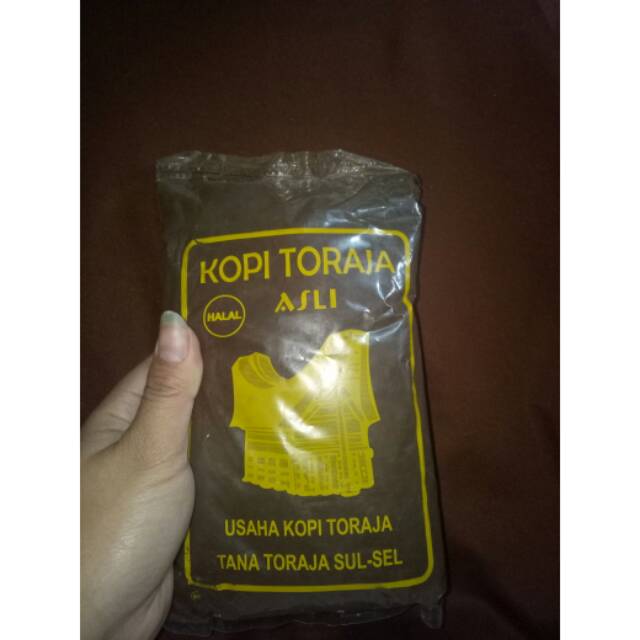 KOPI TORAJA
ASLI
HALAL
USAHA KOPI TORAJA
TANA TORAJA SUL-SEL